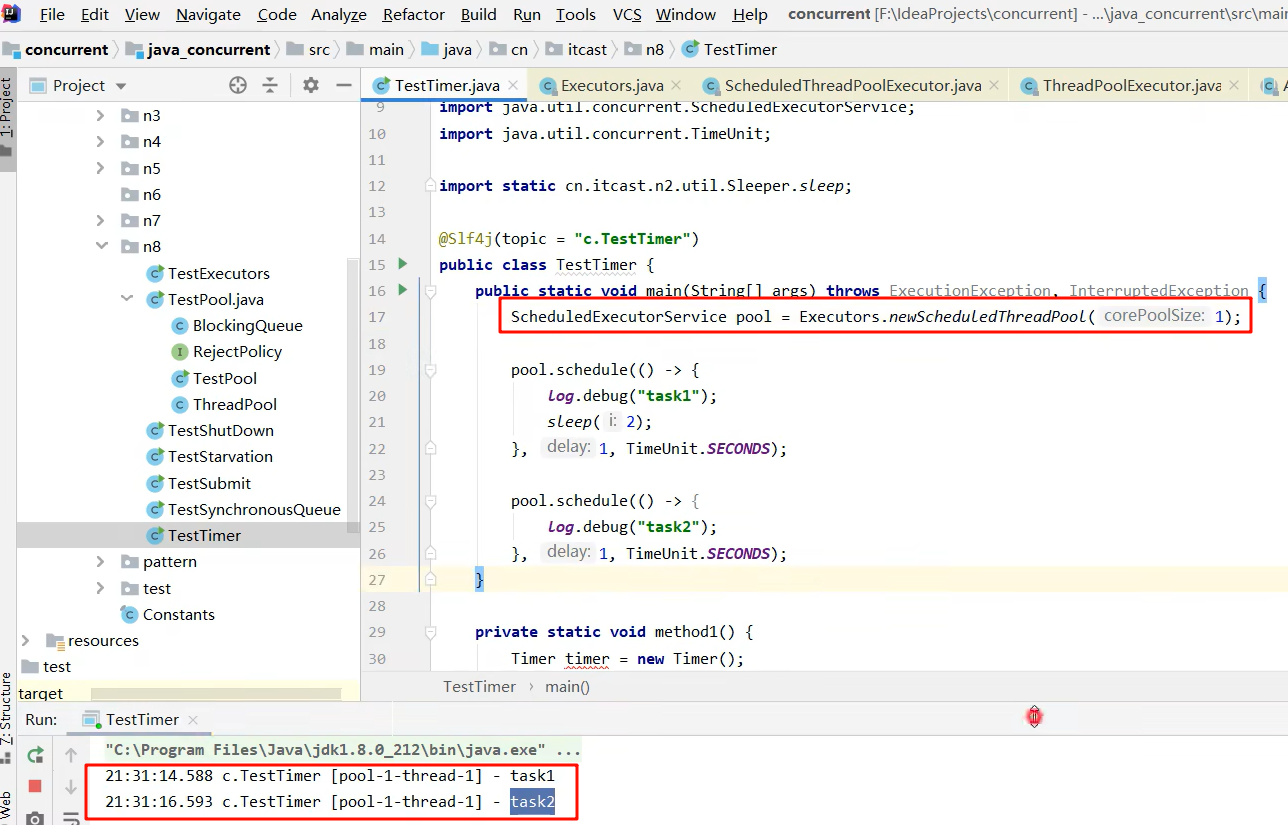 File Edit View Navigate Code Analyze Refactor Build Run Tools VCS Window Help concurrent [F:\IdeaProjects\concurrent] - ...\java_concurrent\src\main
concurrent java_concurrent src main java cn itcast n8 TestTimer
1: Project
Project
TestTimer.java Executors.java ScheduledThreadPoolExecutor.java ThreadPoolExecutor.java
n3
n4
n5
n6
n7
n8
TestExecutors
TestPool.java
BlockingQueue
RejectPolicy
TestPool
ThreadPool
TestShutDown
TestStarvation
TestSubmit
TestSynchronousQueue
TestTimer
pattern
test
Constants
resources
test
target
9 import java.util.concurrent.ScheduledExecutorService;
10 import java.util.concurrent.TimeUnit;
11
12 import static cn.itcast.n2.util.Sleeper.sleep;
13
14 @Slf4j(topic = "c.TestTimer")
15 public class TestTimer {
16 public static void main(String[] args) throws ExecutionException, InterruptedException {
17 ScheduledExecutorService pool = Executors.newScheduledThreadPool( corePoolSize: 1);
18
19 pool.schedule(() -> {
20 log.debug("task1");
21 sleep( i: 2);
22 }, delay: 1, TimeUnit.SECONDS);
23
24 pool.schedule(() -> {
25 log.debug("task2");
26 }, delay: 1, TimeUnit.SECONDS);
27 }
28
29 private static void method1() {
30 Timer timer = new Timer();
TestTimer › main()
Z: Structure
Web
Run: TestTimer
"C:\Program Files\Java\jdk1.8.0_212\bin\java.exe" ...
21:31:14.588 c.TestTimer [pool-1-thread-1] - task1
21:31:16.593 c.TestTimer [pool-1-thread-1] - task2